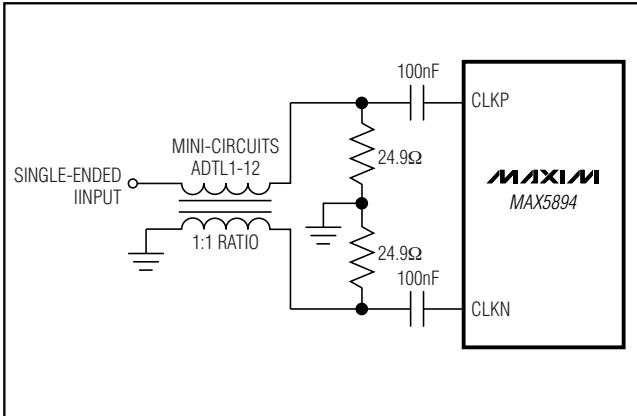 100nF
CLKP
MINI-CIRCUITS
ADTL1-12
24.9Ω
SINGLE-ENDED
IINPUT
MAXIM
MAX5894
1:1 RATIO
24.9Ω
100nF
CLKN